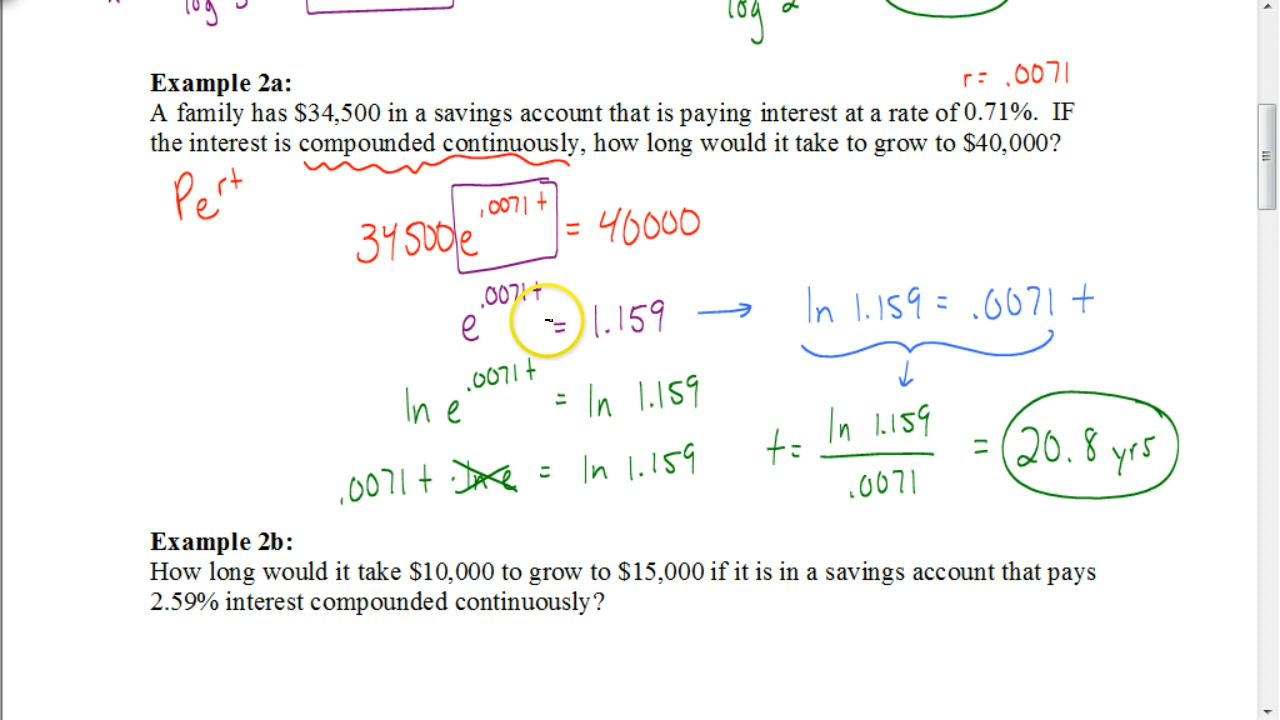 log
log 2
Example 2a:
r = .0071
A family has $34,500 in a savings account that is paying interest at a rate of 0.71%. IF
the interest is compounded continuously, how long would it take to grow to $40,000?
Pe^rt
34500e^.0071t = 40000
e^.0071t = 1.159 → ln 1.159 = .0071t
ln e^.0071t = ln 1.159
t = ln 1.159 / .0071 = 20.8 yrs
.0071t · ln e = ln 1.159
Example 2b:
How long would it take $10,000 to grow to $15,000 if it is in a savings account that pays
2.59% interest compounded continuously?